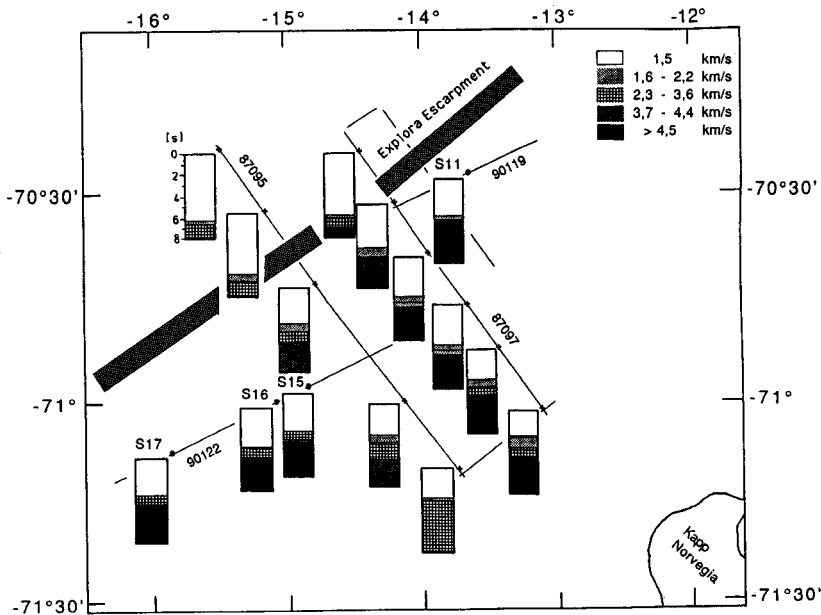 -16° -15° -14° -13° -12°
1,5 km/s
1,6 - 2,2 km/s
2,3 - 3,6 km/s
3,7 - 4,4 km/s
> 4,5 km/s
Explora Escarpment
[s]
0
2
4
6
8
87095
S11
90119
-70°30' -70°30'
87097
S15
S16
-71° -71°
S17
90122
Kapp
Norvegia
-71°30' -71°30'